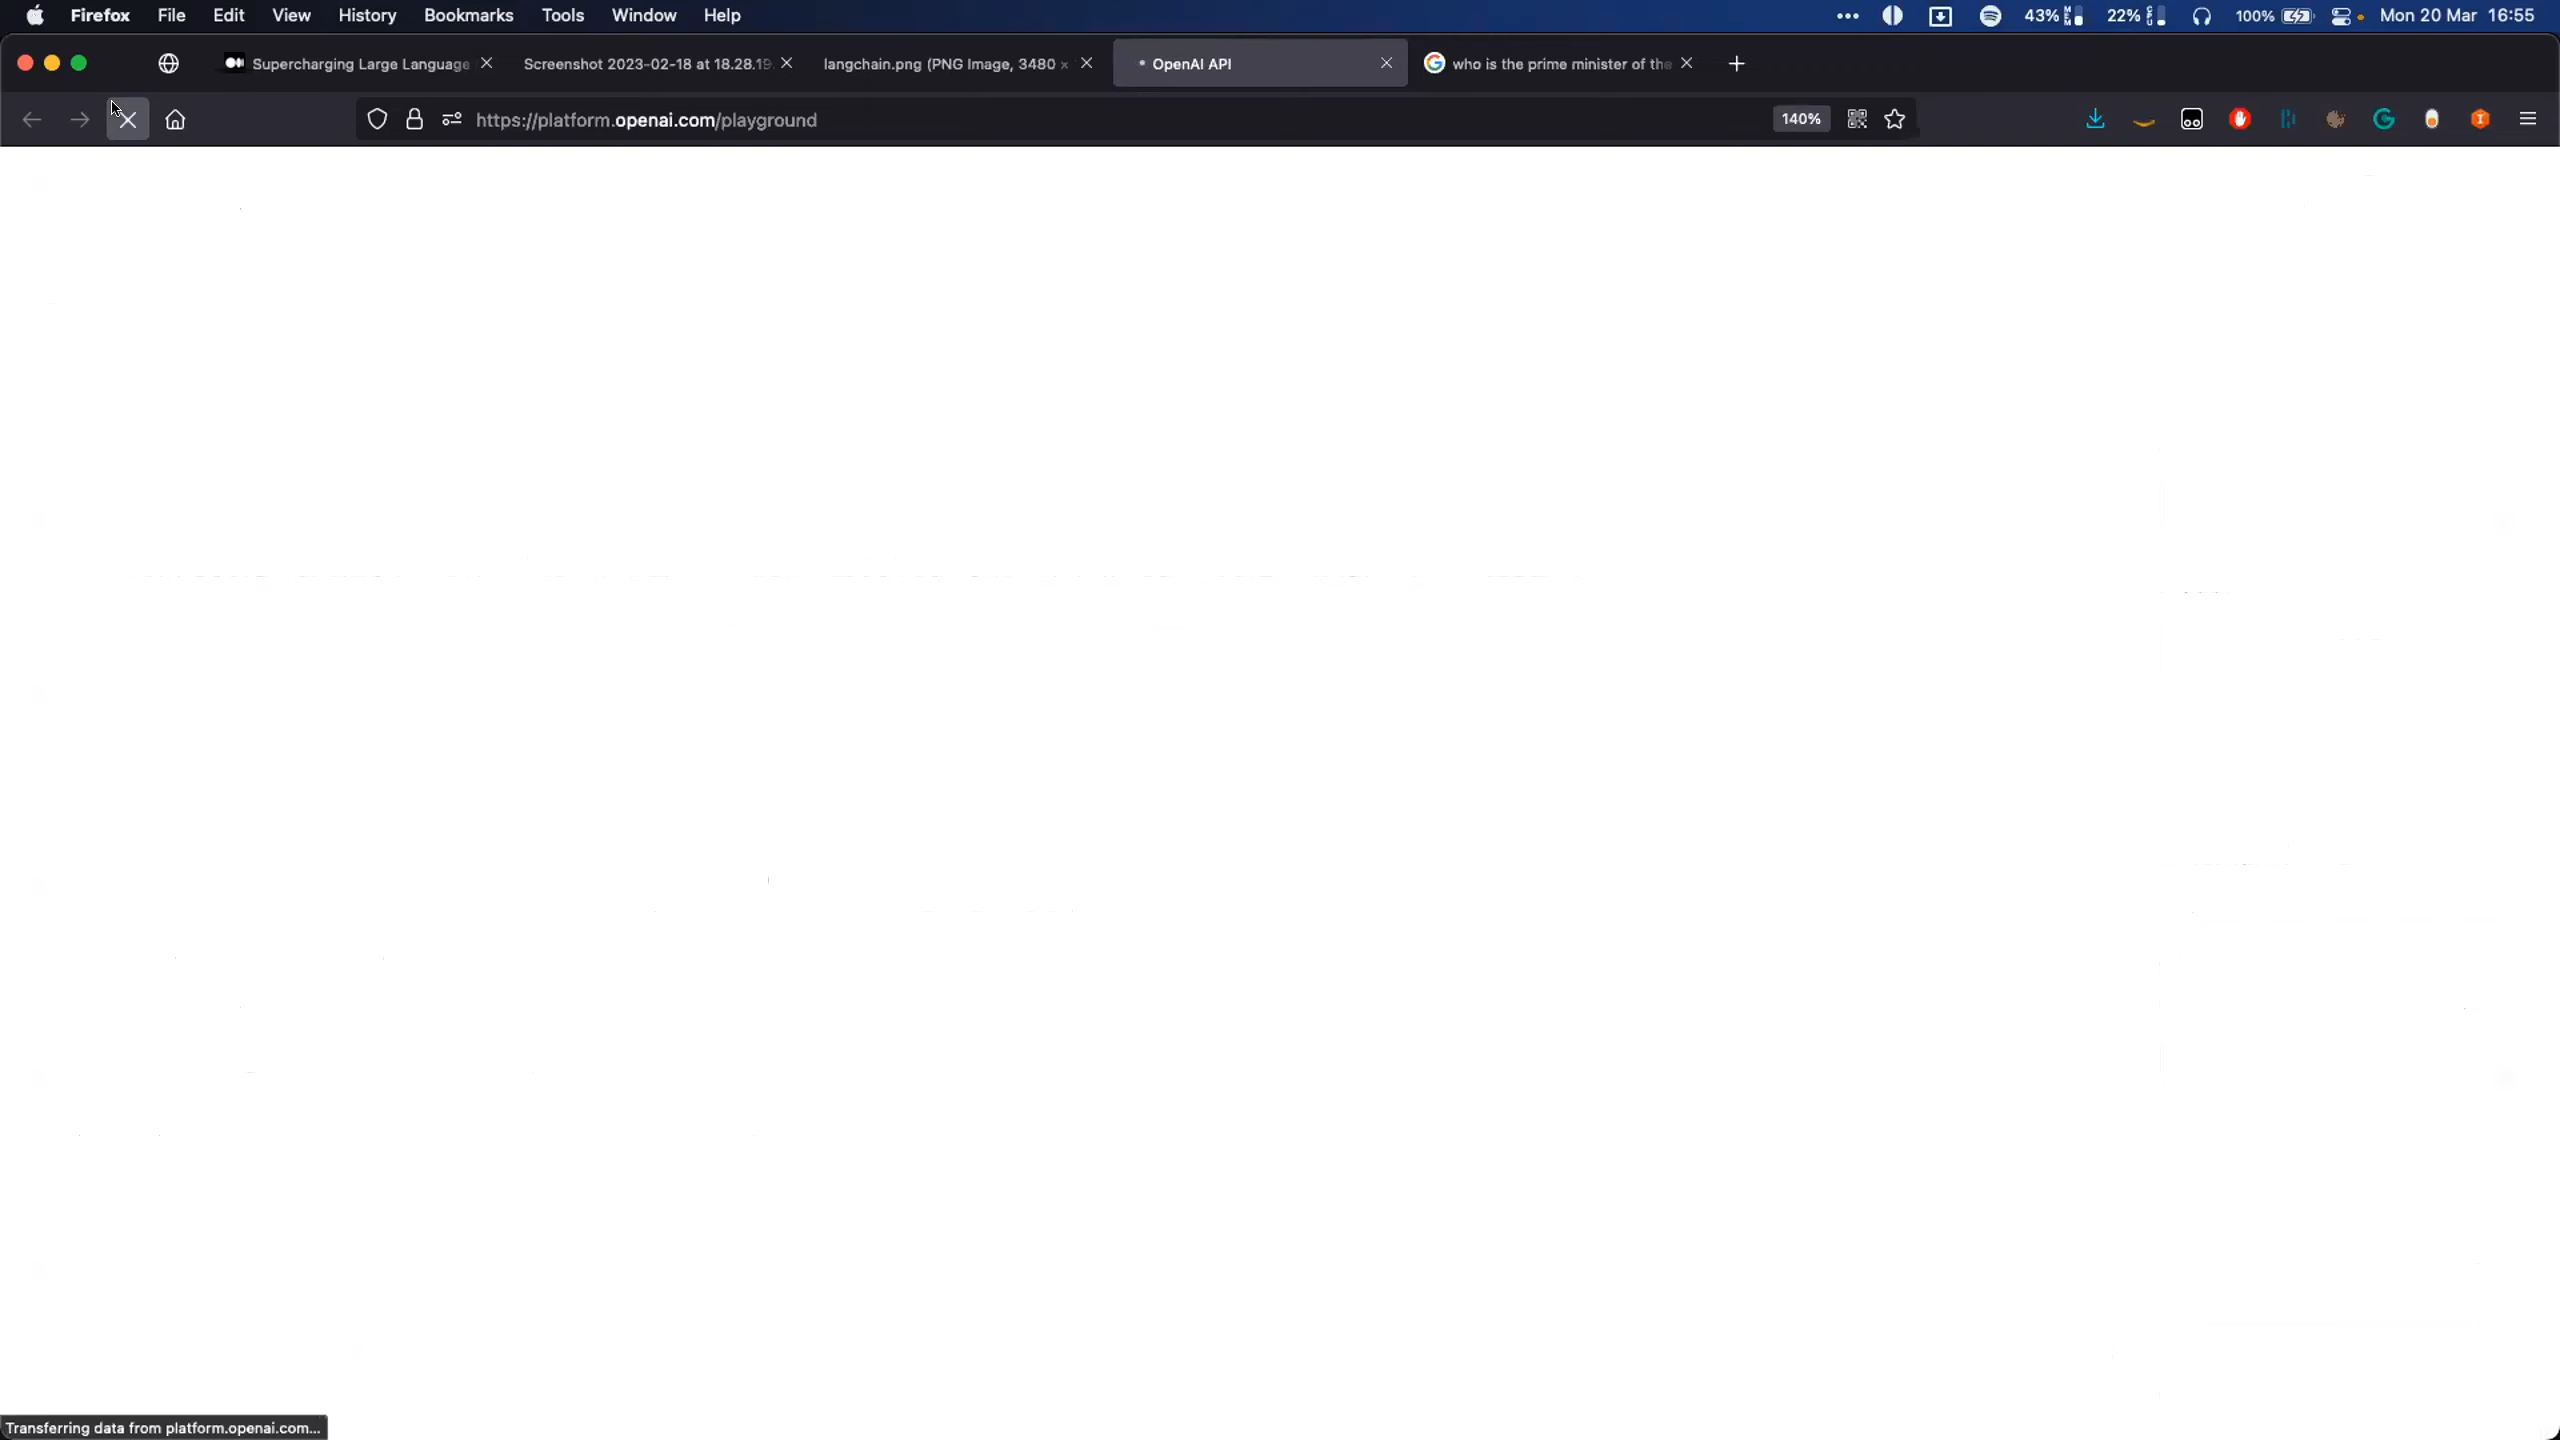 Firefox File Edit View History Bookmarks Tools Window Help 43% 22% 100% Mon 20 Mar 16:55
Supercharging Large Language Screenshot 2023-02-18 at 18.28.19 langchain.png (PNG Image, 3480 × OpenAI API who is the prime minister of the
https://platform.openai.com/playground 140%
Transferring data from platform.openai.com...